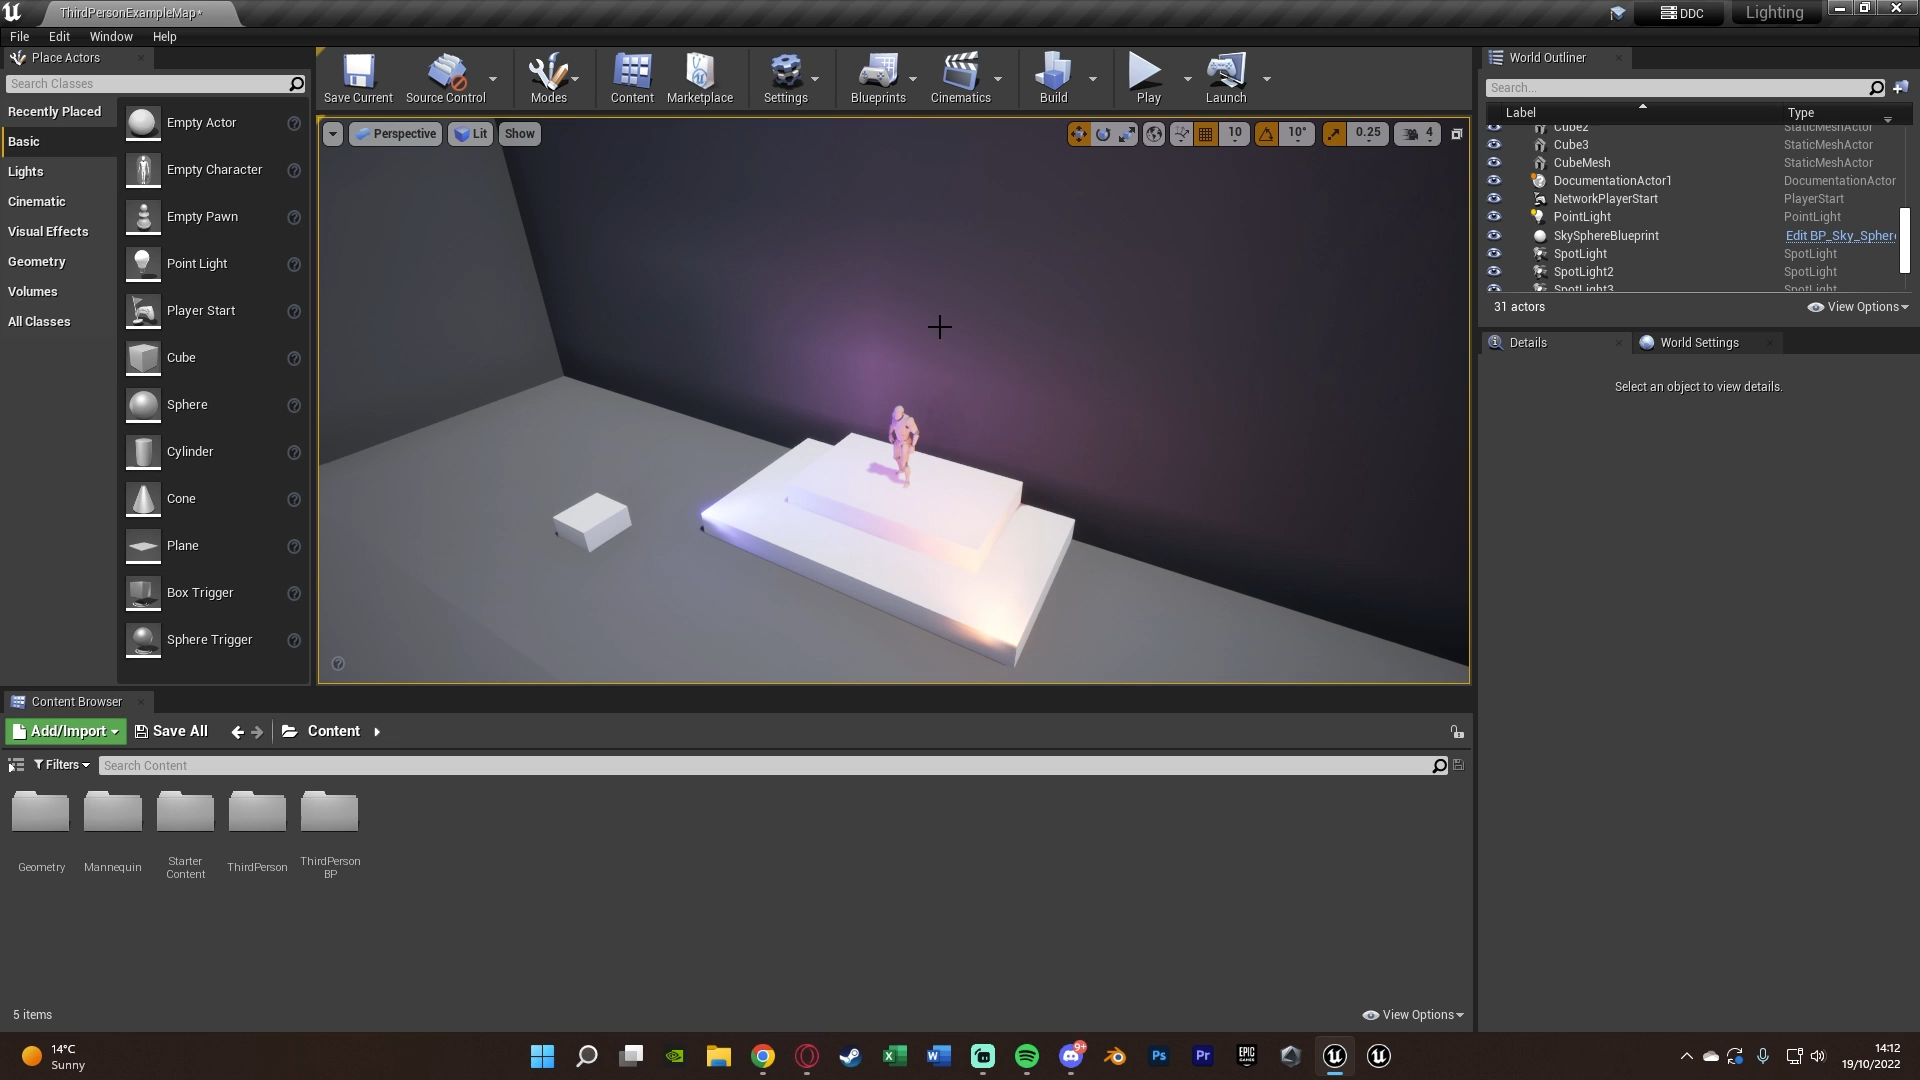 ThirdPersonExampleMap*
DDC
Lighting
File Edit Window Help
Place Actors
Search Classes
Recently Placed
Basic
Lights
Cinematic
Visual Effects
Geometry
Volumes
All Classes
Empty Actor
Empty Character
Empty Pawn
Point Light
Player Start
Cube
Sphere
Cylinder
Cone
Plane
Box Trigger
Sphere Trigger
Save Current
Source Control
Modes
Content
Marketplace
Settings
Blueprints
Cinematics
Build
Play
Launch
Perspective
Lit
Show
10
10°
0.25
4
World Outliner
Search...
Label Type
Cube2 StaticMeshActor
Cube3 StaticMeshActor
CubeMesh StaticMeshActor
DocumentationActor1 DocumentationActor
NetworkPlayerStart PlayerStart
PointLight PointLight
SkySphereBlueprint Edit BP_Sky_Sphere
SpotLight SpotLight
SpotLight2 SpotLight
SpotLight3 SpotLight
31 actors
View Options
Details
World Settings
Select an object to view details.
Content Browser
Add/Import
Save All
Content
Filters
Search Content
Geometry
Mannequin
Starter
Content
ThirdPerson
ThirdPerson
BP
5 items
View Options
14°C
Sunny
9+
Ps
Pr
EPIC
GAMES
14:12
19/10/2022